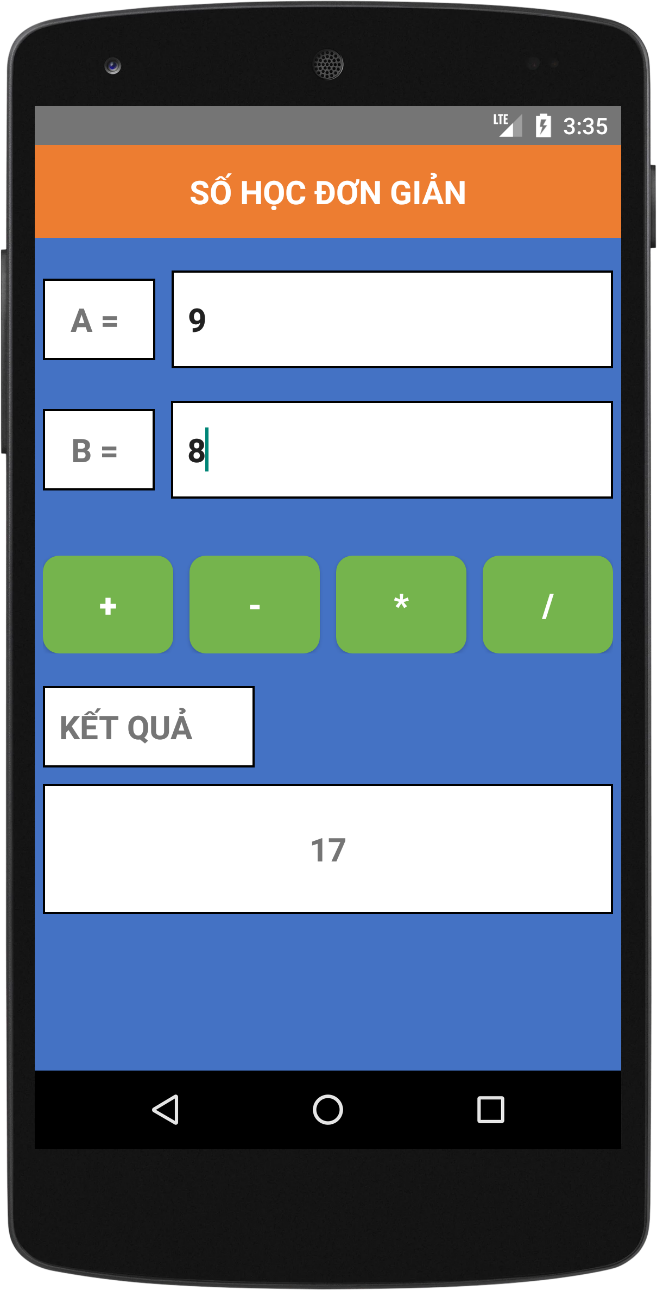 LTE 3:35
SỐ HỌC ĐƠN GIẢN
A = 9
B = 8
+ - * /
KẾT QUẢ
17